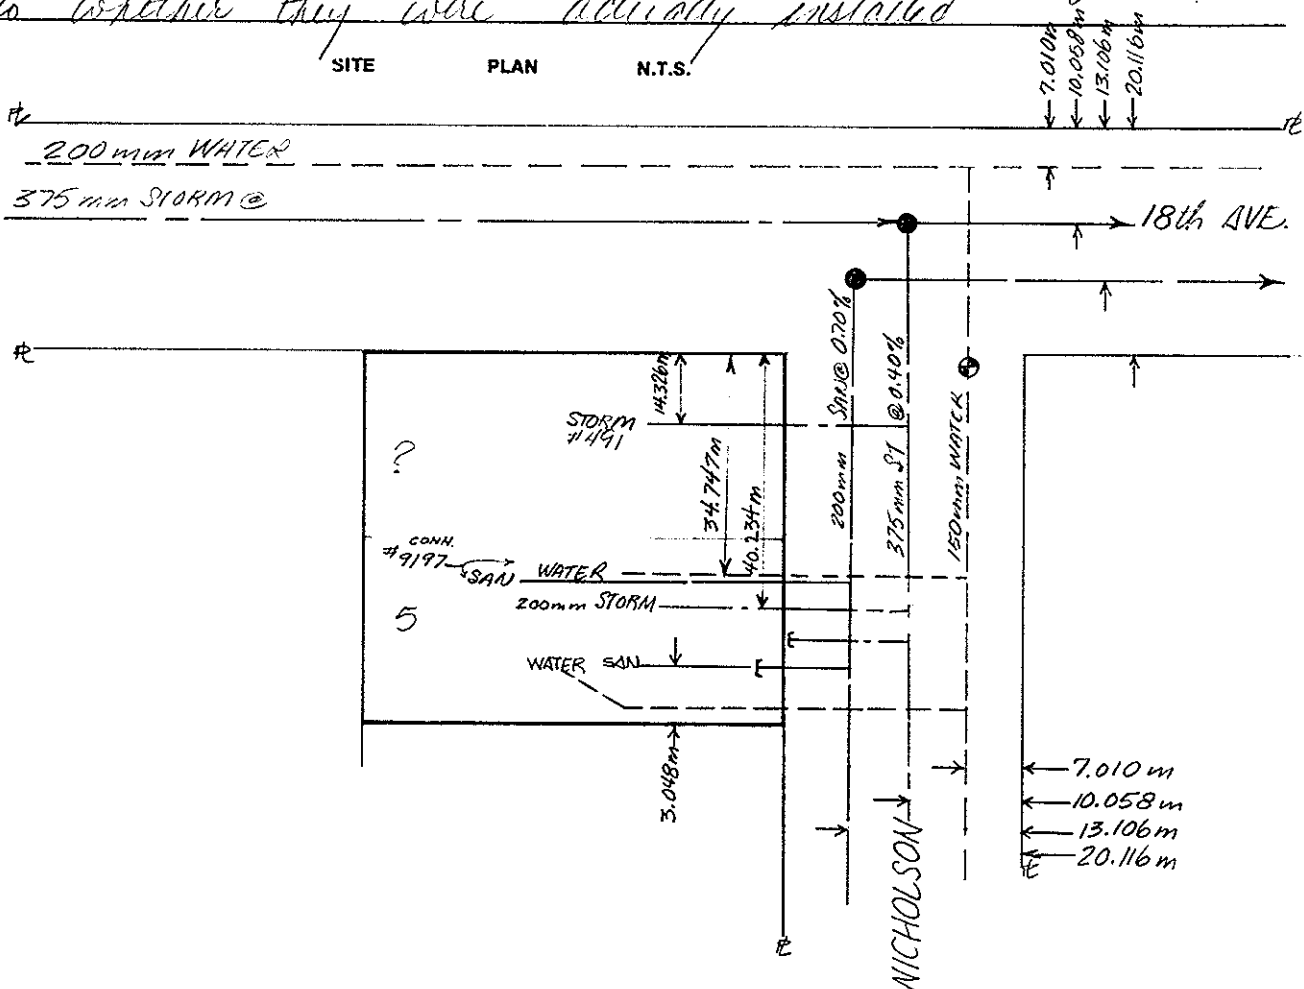 whether they were actually installed
SITE PLAN N.T.S.
7.010m
10.058m
13.106m
20.116m
200mm WATER
375mm STORM @
18th AVE.
14.326m
STORM
#491
?
34.747m
40.234m
200mm SAN @ 0.70%
375mm ST @ 0.40%
150mm WATER
CONN.
#9197
SAN WATER
200mm STORM
5
WATER SAN
3.048m
7.010m
10.058m
13.106m
20.116m
NICHOLSON